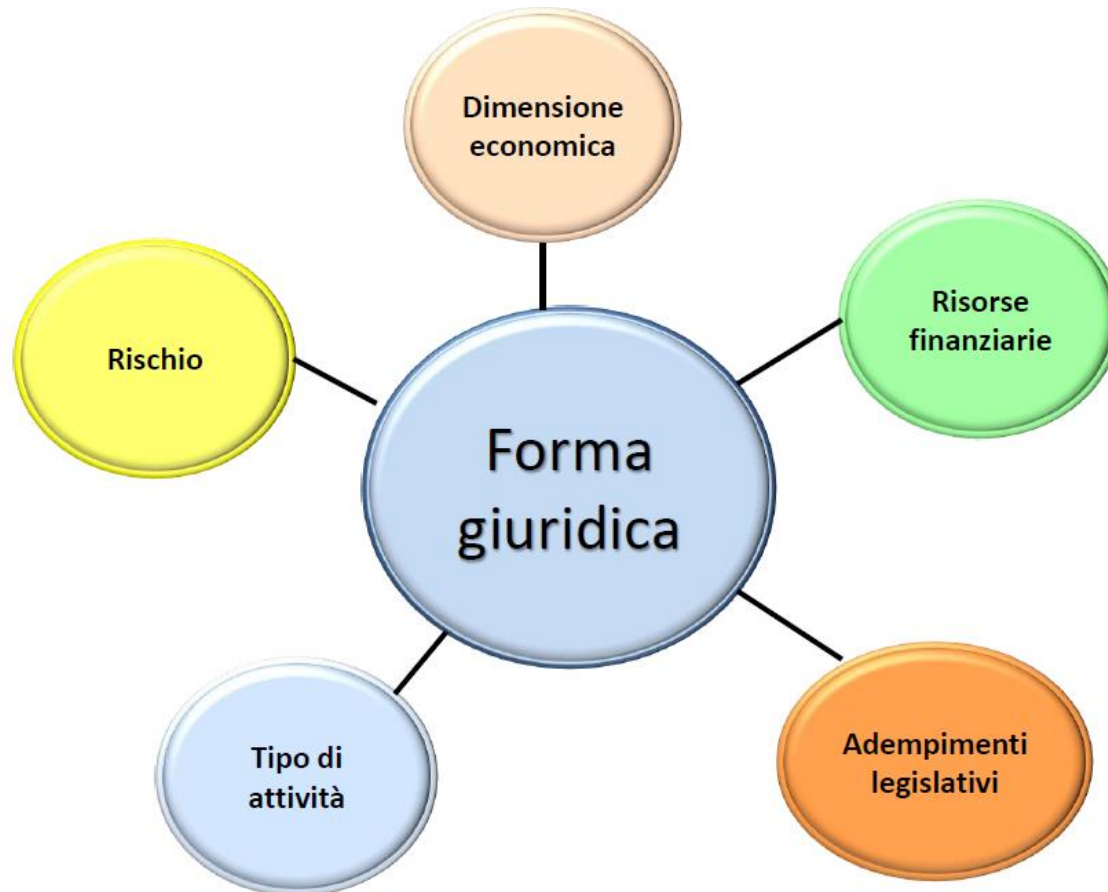 Dimensione
economica
Risorse
finanziarie
Rischio
Forma
giuridica
Tipo di
attività
Adempimenti
legislativi